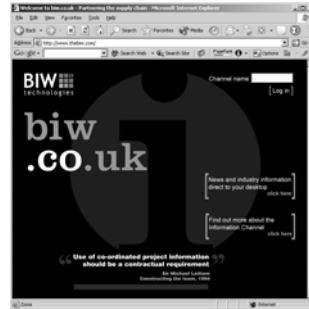 Welcome to biw.co.uk - Partnering the supply chain - Microsoft Internet Explorer
File Edit View Favorites Tools Help
Back Search Favorites Media
Address http://www.thebiw.com/ Go
Google Search Web Search Site PageRank Options
BIW
technologies
Channel name
[ Log in ]
biw
.co.uk
News and industry information
direct to your desktop
click here
Find out more about the
Information Channel
click here
“ Use of co-ordinated project information
should be a contractual requirement ”
Sir Michael Latham
Constructing the team, 1994
Done Internet